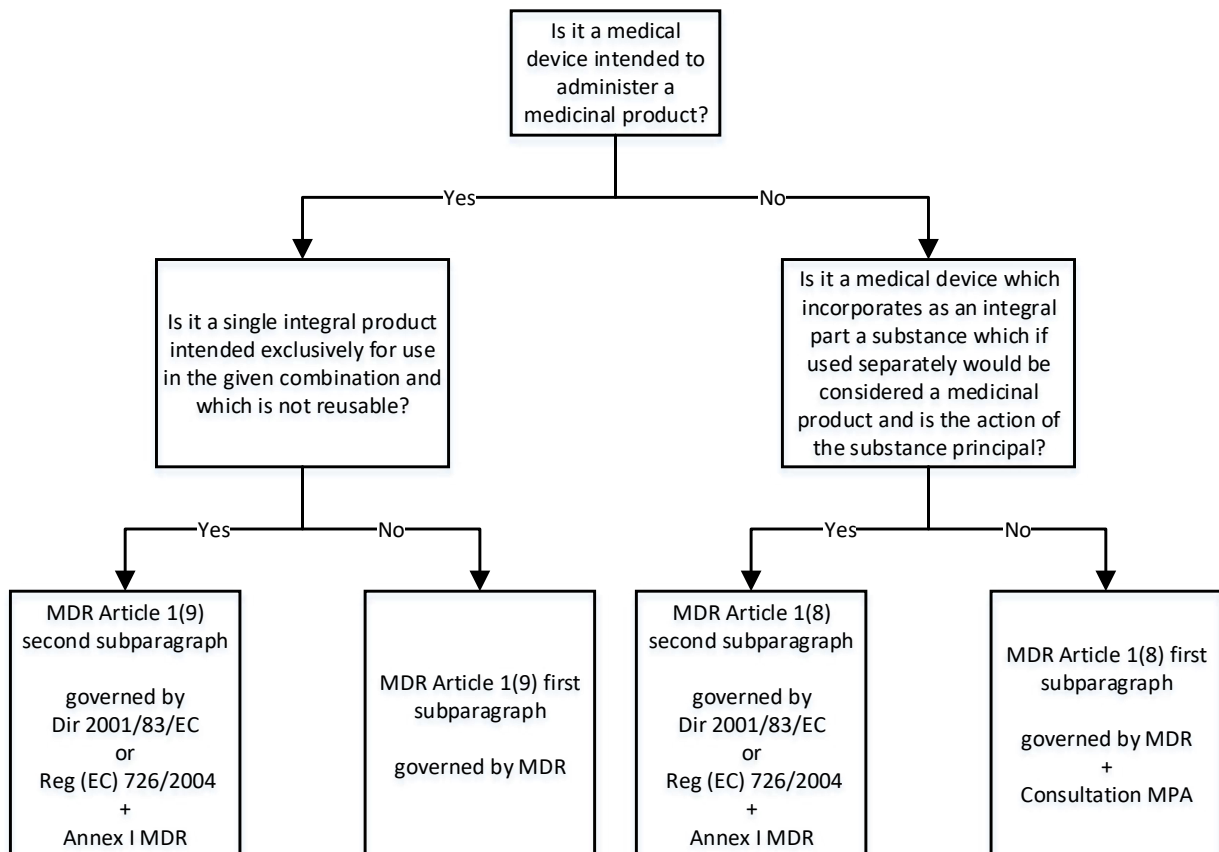 Is it a medical
device intended to
administer a
medicinal product?
Yes
No
Is it a single integral product
intended exclusively for use
in the given combination and
which is not reusable?
Is it a medical device which
incorporates as an integral
part a substance which if
used separately would be
considered a medicinal
product and is the action of
the substance principal?
Yes
No
Yes
No
MDR Article 1(9)
second subparagraph
governed by
Dir 2001/83/EC
or
Reg (EC) 726/2004
+
Annex I MDR
MDR Article 1(9) first
subparagraph
governed by MDR
MDR Article 1(8)
second subparagraph
governed by
Dir 2001/83/EC
or
Reg (EC) 726/2004
+
Annex I MDR
MDR Article 1(8) first
subparagraph
governed by MDR
+
Consultation MPA